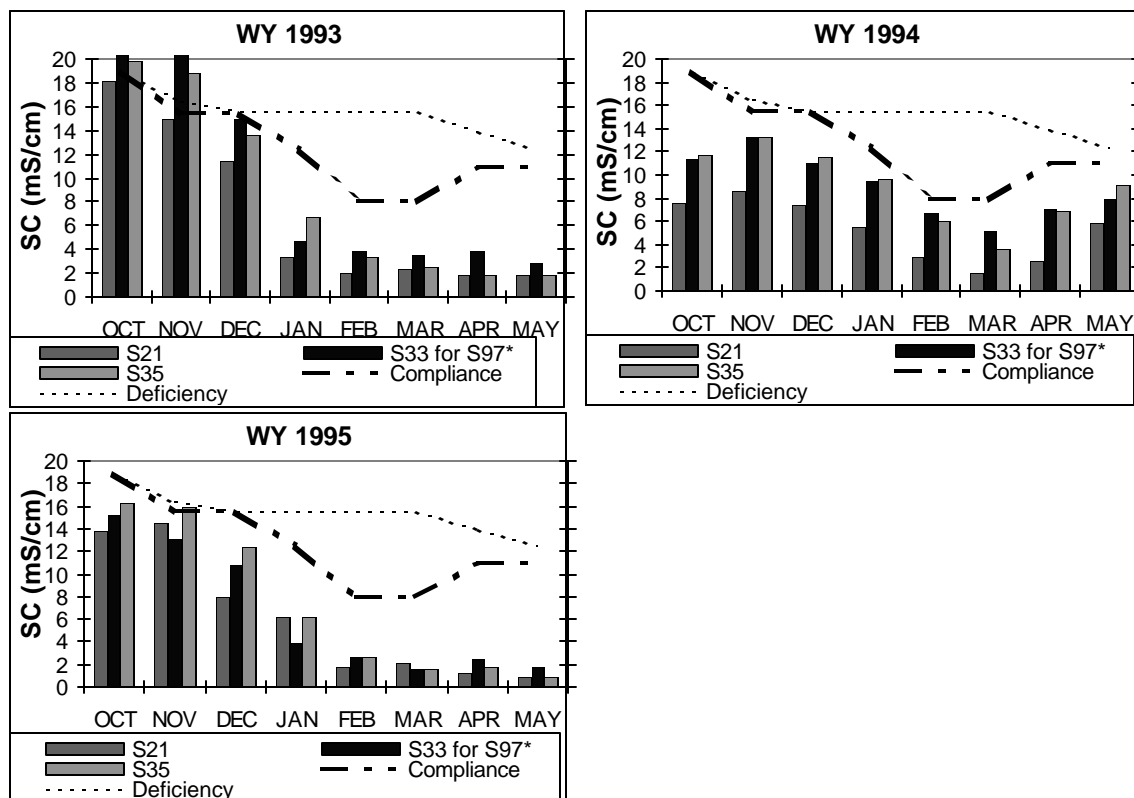 WY 1993
SC (mS/cm)
20
18
16
14
12
10
8
6
4
2
0
OCT NOV DEC JAN FEB MAR APR MAY
S21 S33 for S97*
S35 Compliance
Deficiency
WY 1994
SC (mS/cm)
20
18
16
14
12
10
8
6
4
2
0
OCT NOV DEC JAN FEB MAR APR MAY
S21 S33 for S97*
S35 Compliance
Deficiency
WY 1995
SC (mS/cm)
20
18
16
14
12
10
8
6
4
2
0
OCT NOV DEC JAN FEB MAR APR MAY
S21 S33 for S97*
S35 Compliance
Deficiency